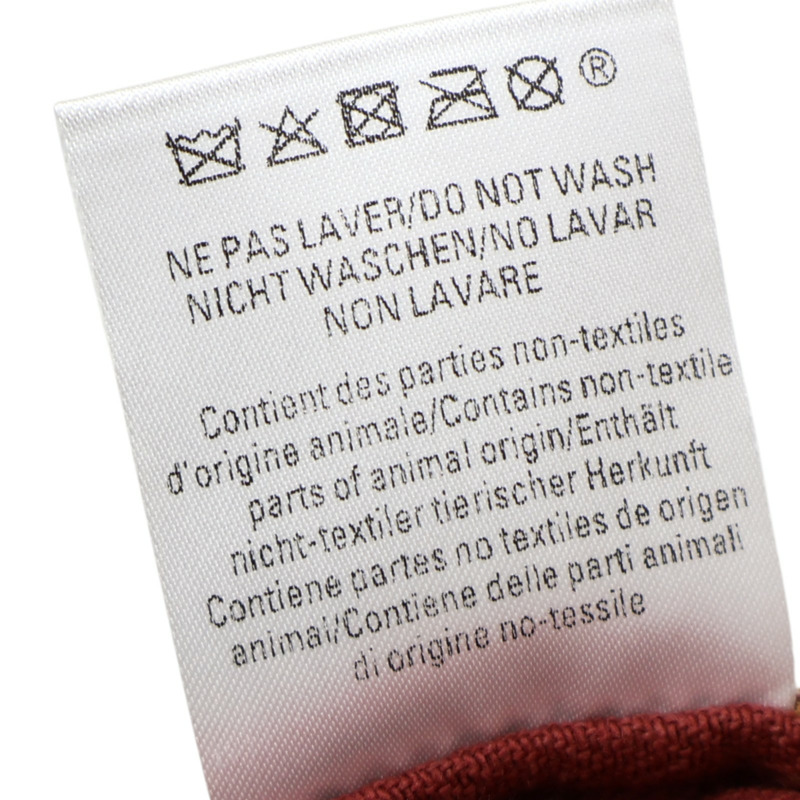 ®
NE PAS LAVER/DO NOT WASH
NICHT WASCHEN/NO LAVAR
NON LAVARE
Contient des parties non-textiles
d'origine animale/Contains non-textile
parts of animal origin/Enthält
nicht-textiler tierischer Herkunft
Contiene partes no textiles de origen
animal/Contiene delle parti animali
di origine no-tessile